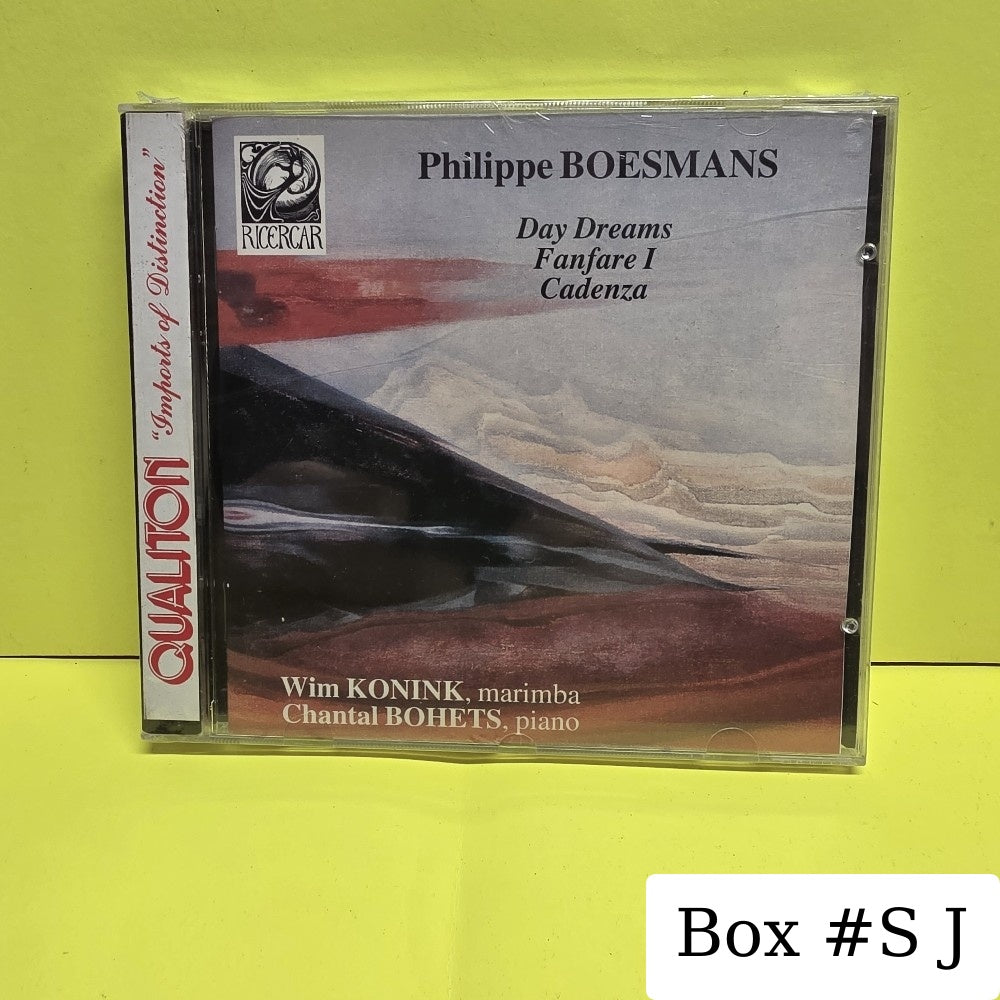 Philippe BOESMANS
RICERCAR
Day Dreams
Fanfare I
Cadenza
QUALITON "Imports of Distinction"
Wim KONINK, marimba
Chantal BOHETS, piano
Box #S J